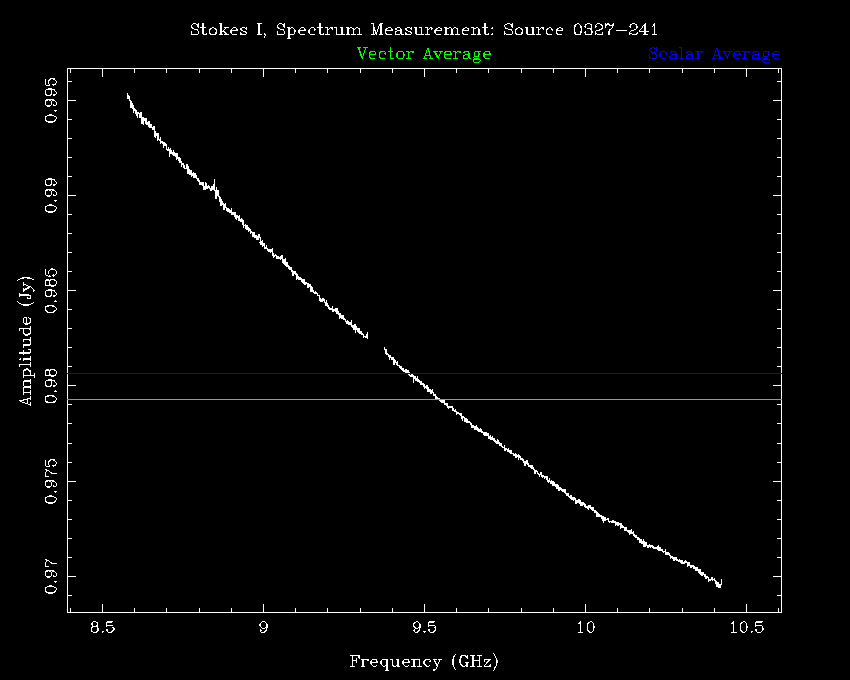 Stokes I, Spectrum Measurement: Source 0327-241
Vector Average
Scalar Average
0.995
0.99
0.985
0.98
0.975
0.97
Amplitude (Jy)
8.5
9
9.5
10
10.5
Frequency (GHz)